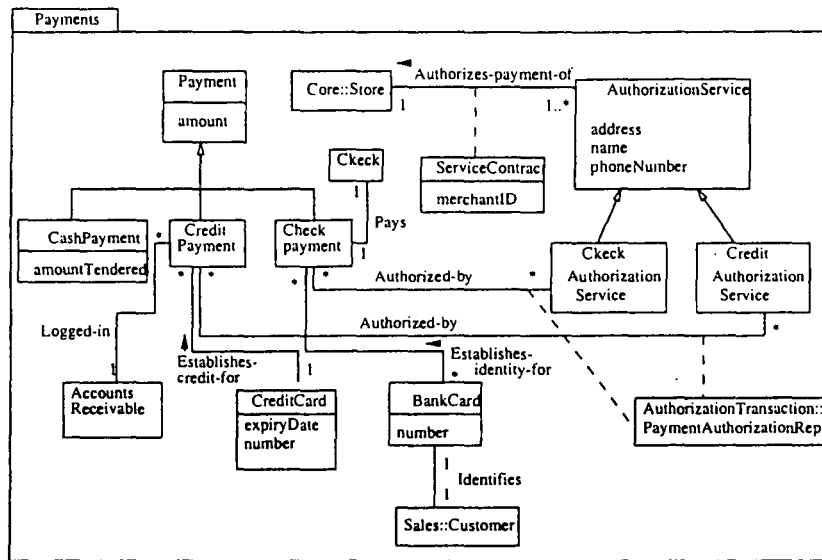 Payments
Payment
amount
Core::Store
Authorizes-payment-of
1
1..*
AuthorizationService
address
name
phoneNumber
Ckeck
1
ServiceContrac
merchantID
Pays
1
CashPayment
amountTendered
*
Credit
Payment
*
*
Check
payment
*
*
Ckeck
Authorization
Service
Credit
Authorization
Service
Authorized-by
*
Authorized-by
*
Logged-in
1
Establishes-
credit-for
1
Establishes-
identity-for
*
Accounts
Receivable
CreditCard
expiryDate
number
BankCard
number
AuthorizationTransaction::
PaymentAuthorizationRep
1
Identifies
1
Sales::Customer